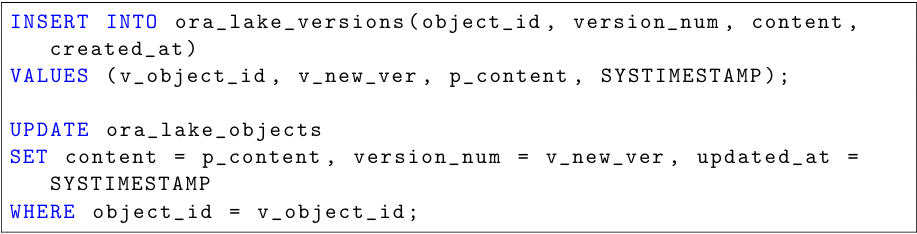 INSERT INTO ora_lake_versions(object_id, version_num, content,
created_at)
VALUES (v_object_id, v_new_ver, p_content, SYSTIMESTAMP);

UPDATE ora_lake_objects
SET content = p_content, version_num = v_new_ver, updated_at =
SYSTIMESTAMP
WHERE object_id = v_object_id;